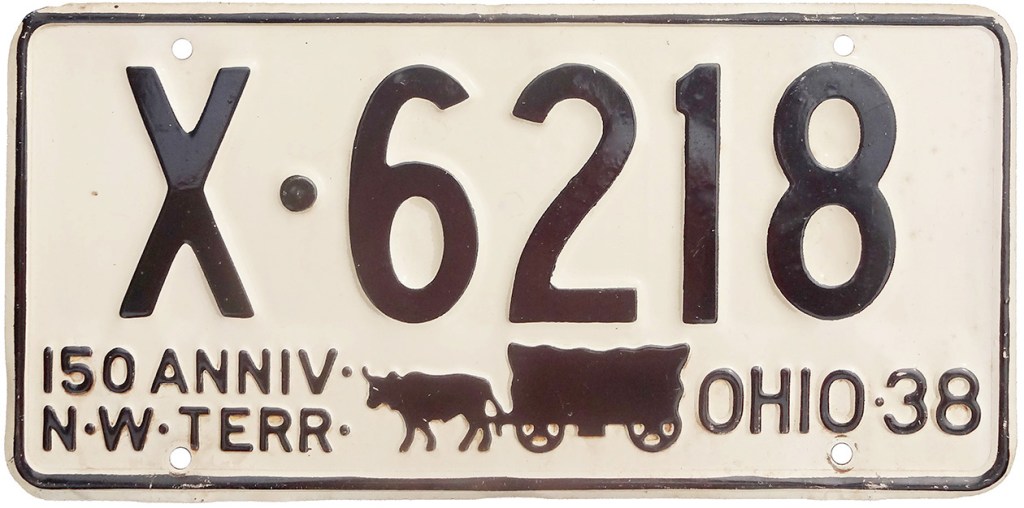 X·6218
150 ANNIV·
N·W·TERR·
OHIO·38